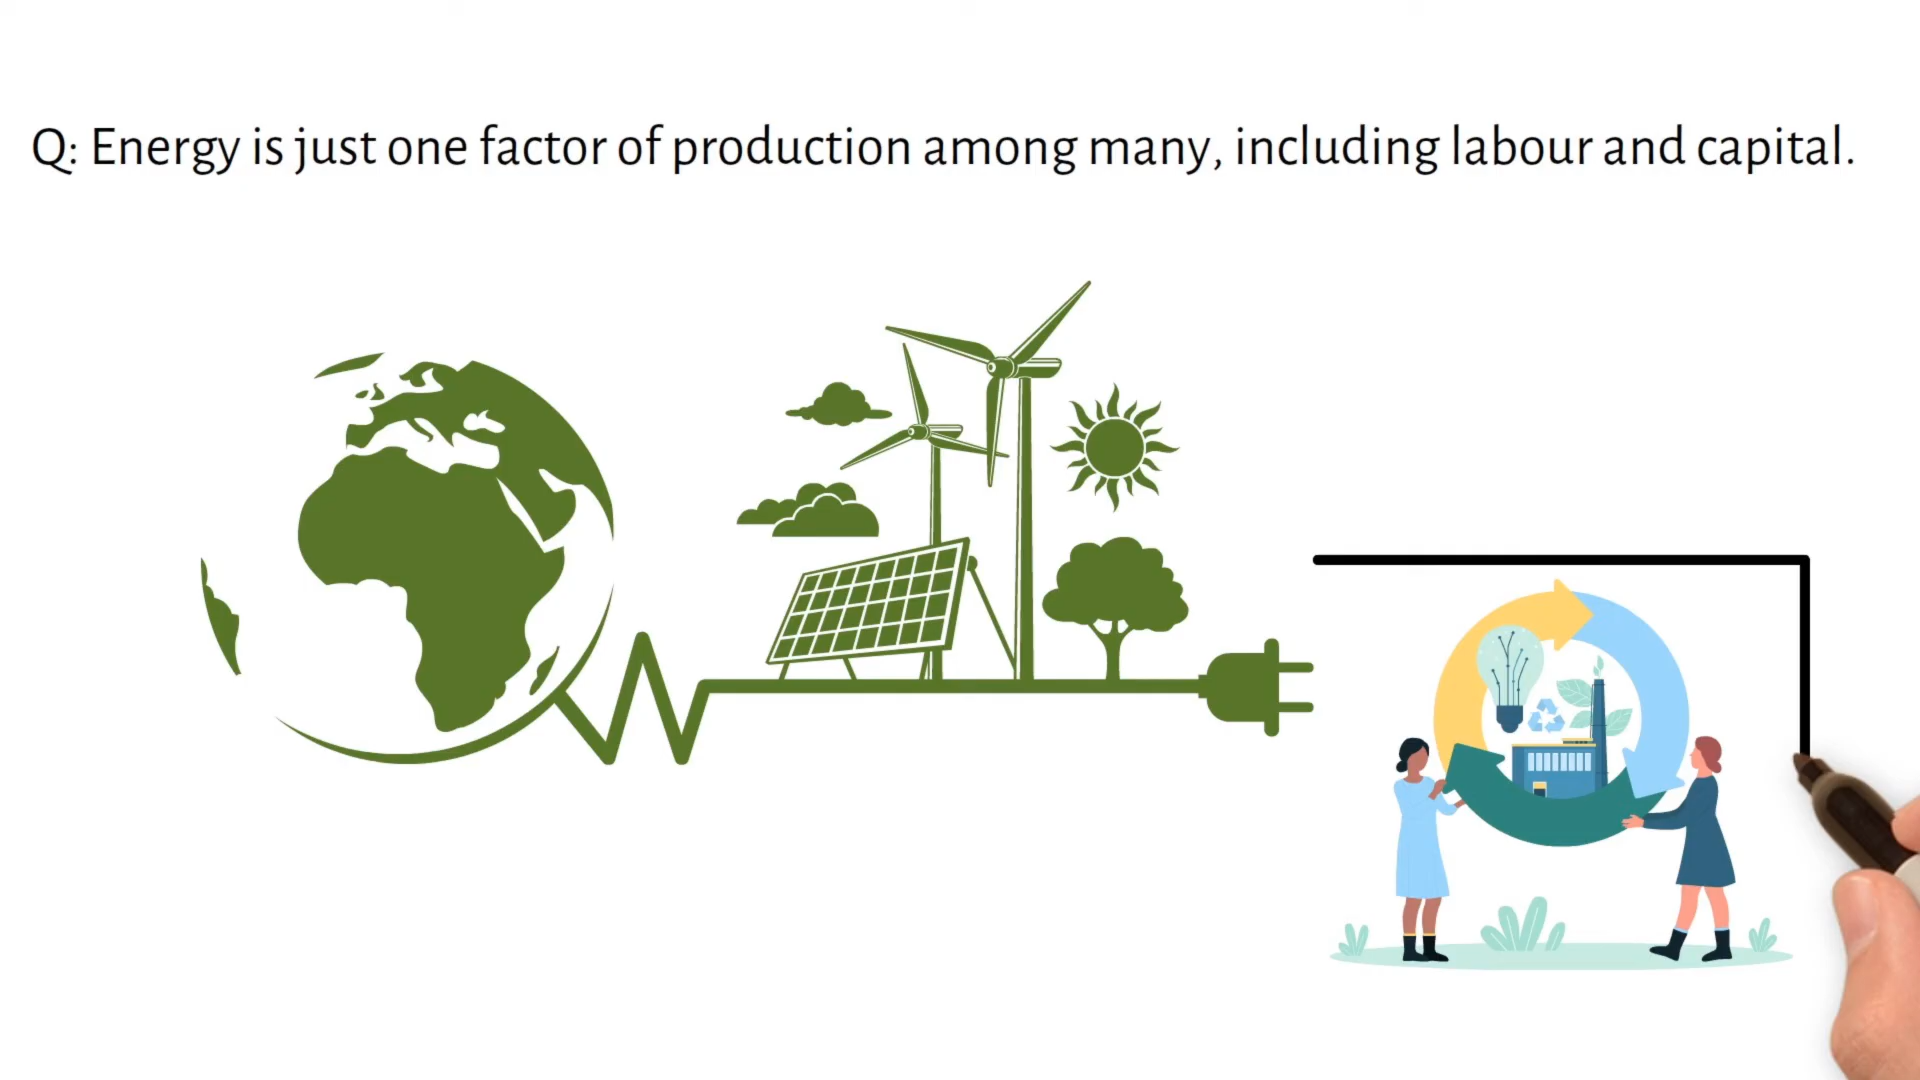 Q: Energy is just one factor of production among many, including labour and capital.